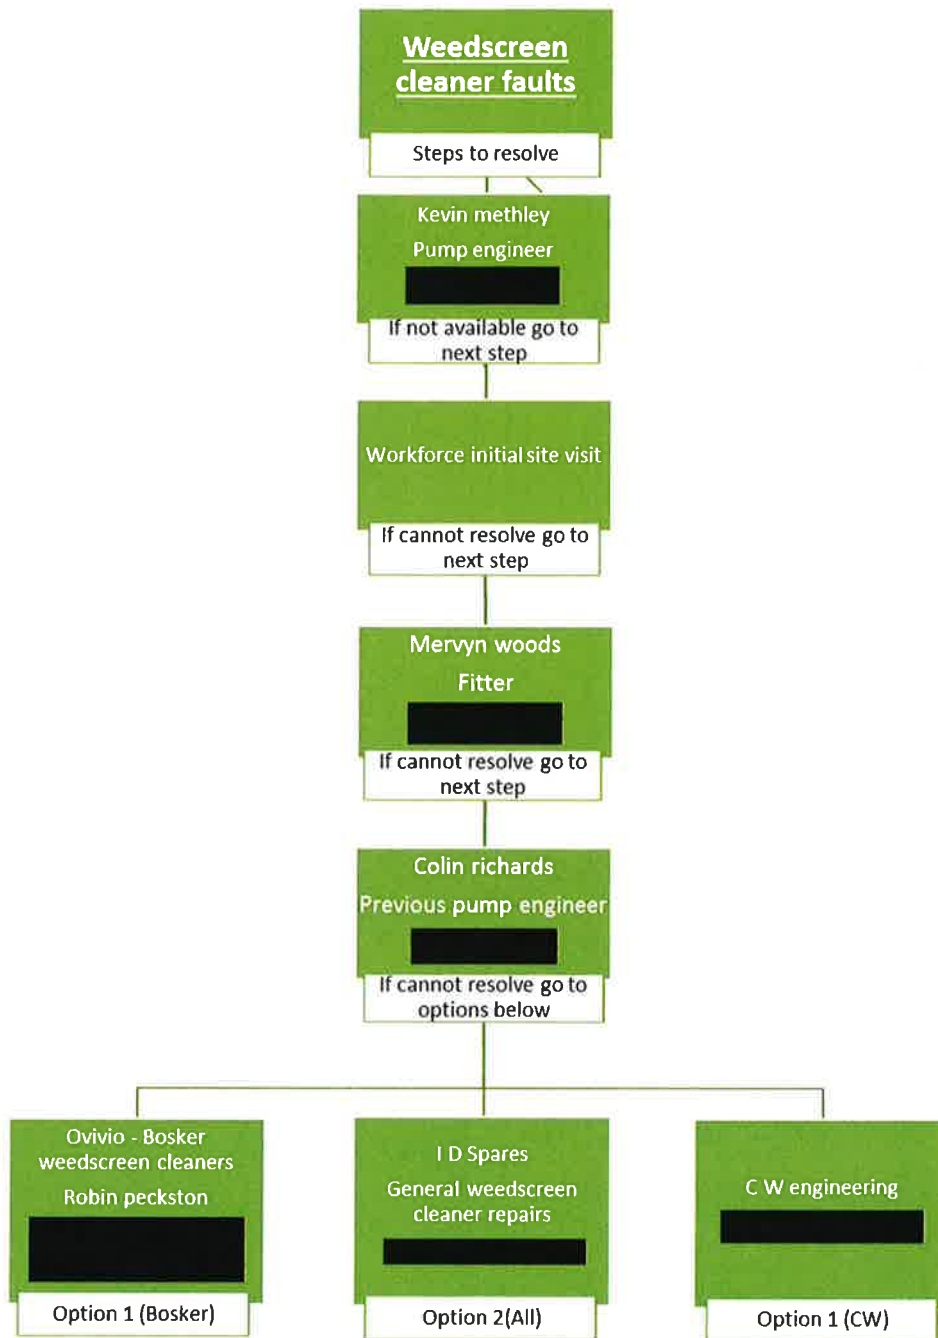 Weedscreen
cleaner faults
Steps to resolve
Kevin methley
Pump engineer
If not available go to
next step
Workforce initial site visit
If cannot resolve go to
next step
Mervyn woods
Fitter
If cannot resolve go to
next step
Colin richards
Previous pump engineer
If cannot resolve go to
options below
Ovivio - Bosker
weedscreen cleaners
Robin peckston
Option 1 (Bosker)
I D Spares
General weedscreen
cleaner repairs
Option 2(All)
C W engineering
Option 1 (CW)